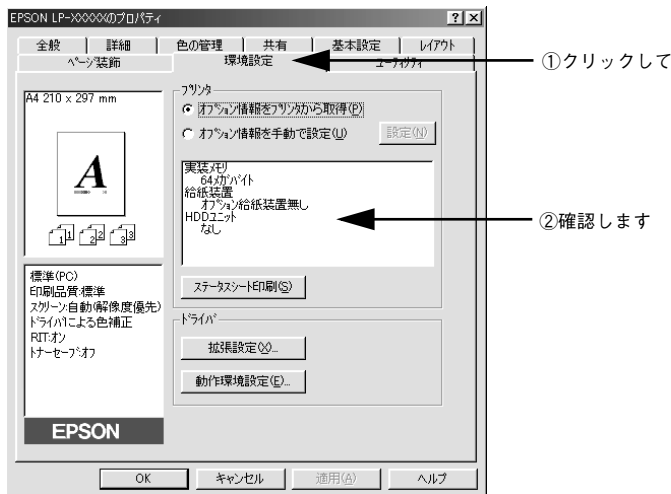 EPSON LP-XXXXXのプロパティ
全般 詳細 色の管理 共有 基本設定 レイアウト
ページ装飾 環境設定 ユーティリティ
①クリックして
A4 210 x 297 mm
プリンタ
オプション情報をプリンタから取得(P)
オプション情報を手動で設定(U)
設定(N)
A
実装メモリ
64メガバイト
給紙装置
オプション給紙装置無し
HDDユニット
なし
②確認します
1 1 2 2 3 3
ステータスシート印刷(S)
標準(PC)
印刷品質:標準
スクリーン:自動(解像度優先)
ドライバによる色補正
RIT:オン
トナーセーブ:オフ
ドライバ
拡張設定(X)...
動作環境設定(E)...
EPSON
OK キャンセル 適用(A) ヘルプ